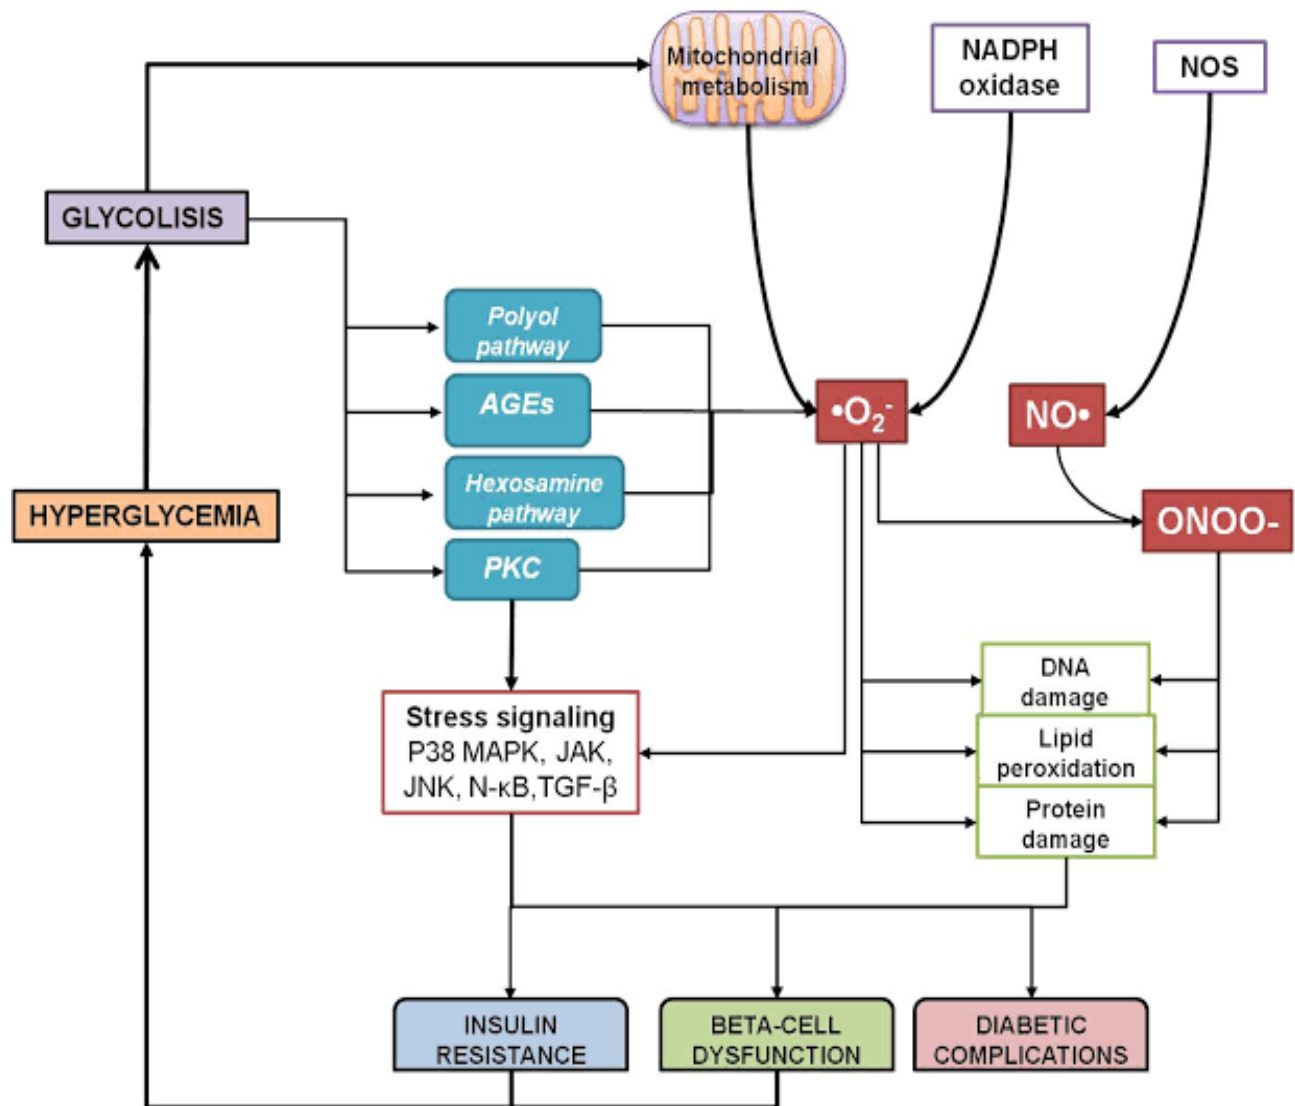 Mitochondrial
metabolism
NADPH
oxidase
NOS
GLYCOLISIS
Polyol
pathway
AGEs
Hexosamine
pathway
PKC
•O₂⁻
NO•
ONOO-
HYPERGLYCEMIA
Stress signaling
P38 MAPK, JAK,
JNK, N-κB,TGF-β
DNA
damage
Lipid
peroxidation
Protein
damage
INSULIN
RESISTANCE
BETA-CELL
DYSFUNCTION
DIABETIC
COMPLICATIONS